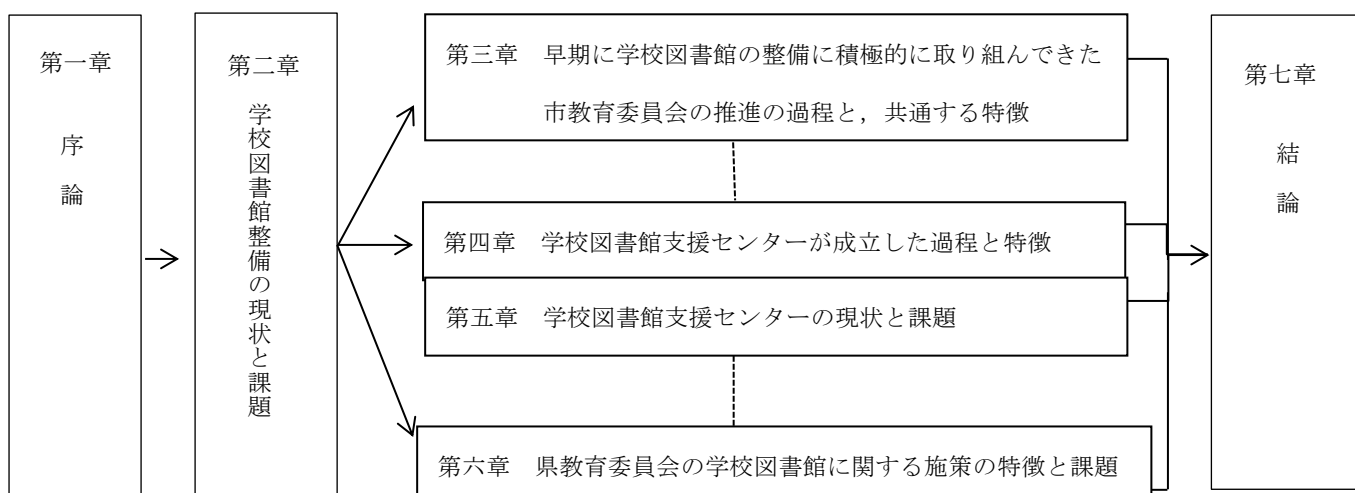 第一章
序論
第二章
学校図書館整備の現状と課題
第三章　早期に学校図書館の整備に積極的に取り組んできた
市教育委員会の推進の過程と，共通する特徴
第四章　学校図書館支援センターが成立した過程と特徴
第五章　学校図書館支援センターの現状と課題
第六章　県教育委員会の学校図書館に関する施策の特徴と課題
第七章
結論